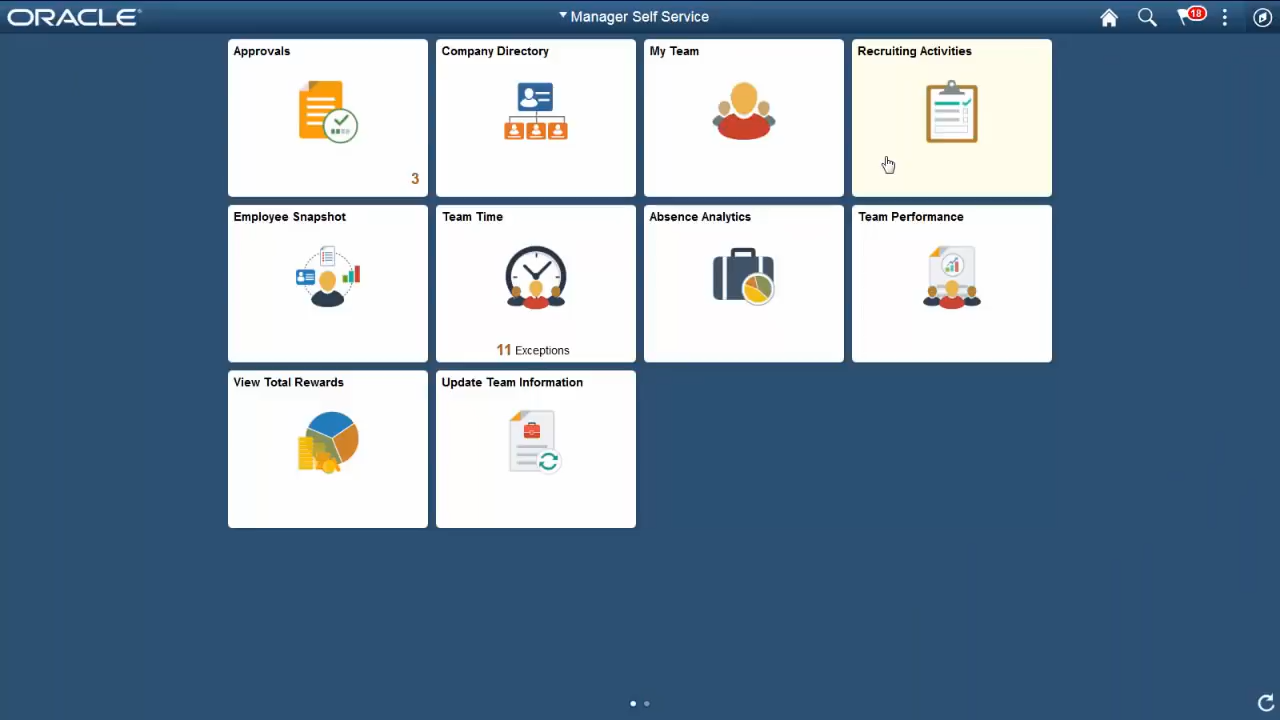 ORACLE
Manager Self Service
18
Approvals
3
Company Directory
My Team
Recruiting Activities
Employee Snapshot
Team Time
11 Exceptions
Absence Analytics
Team Performance
View Total Rewards
Update Team Information